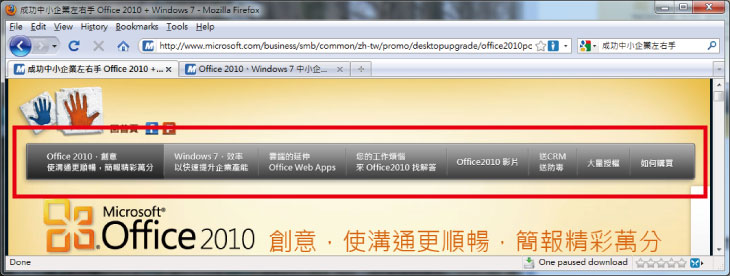 成功中小企業左右手 Office 2010 + Windows 7 - Mozilla Firefox
File Edit View History Bookmarks Tools Help
http://www.microsoft.com/business/smb/common/zh-tw/promo/desktopupgrade/office2010pc
成功中小企業左右手
成功中小企業左右手 Office 2010 +...
Office 2010、Windows 7 中小企...
Office 2010．創意
使溝通更順暢，簡報精彩萬分
Windows 7．效率
以快速提升企業產能
雲端的延伸
Office Web Apps
您的工作煩惱
來 Office2010 找解答
Office2010 影片
送CRM
送防毒
大量授權
如何購買
Microsoft®
Office 2010 創意，使溝通更順暢，簡報精彩萬分
Done
One paused download